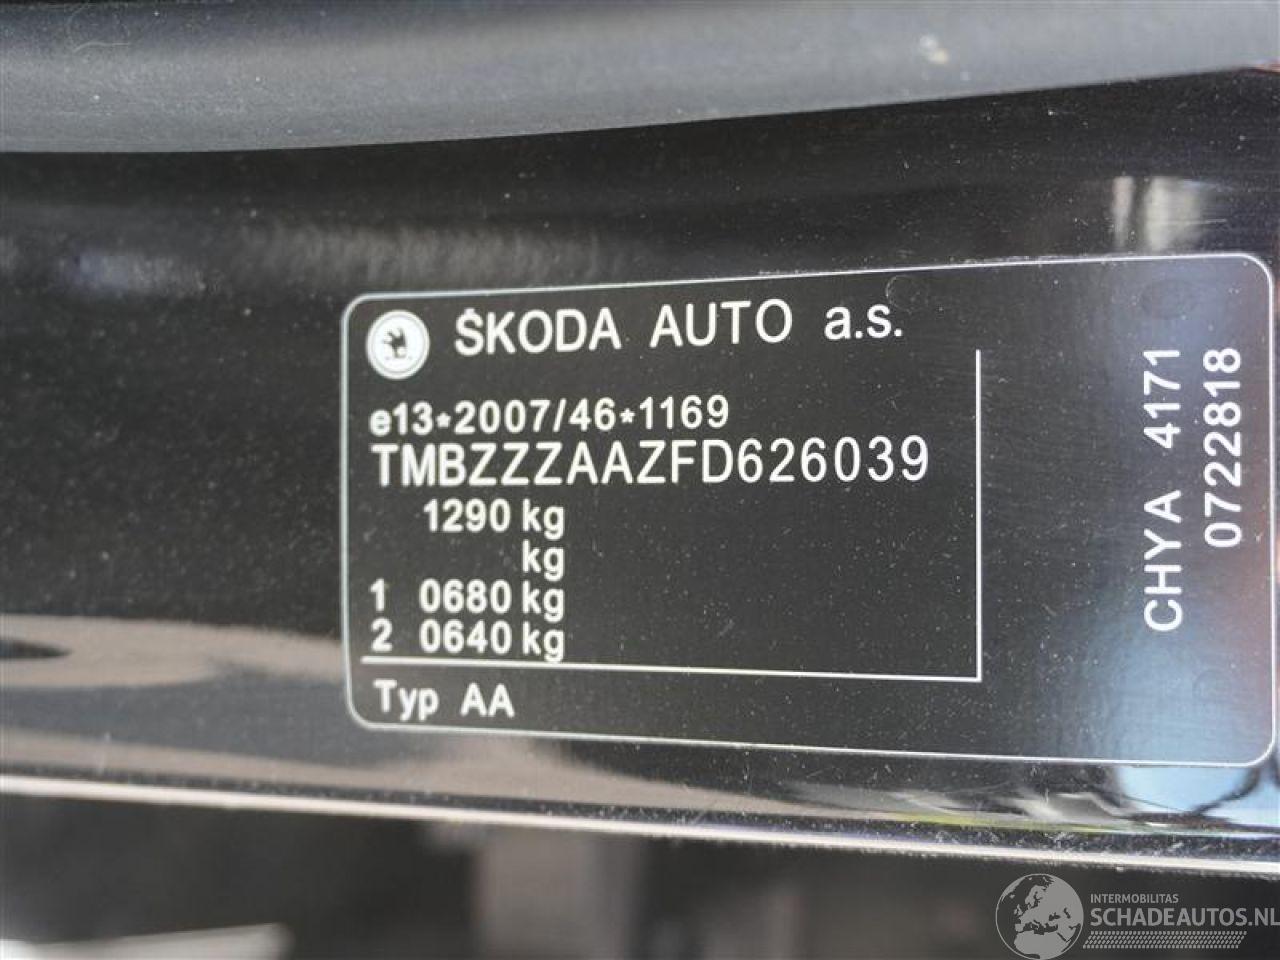 ŠKODA AUTO a.s.
e13*2007/46*1169
TMBZZZAAZFD626039
1290 kg
kg
1 0680 kg
2 0640 kg
Typ AA
CHYA 4171
0722818
INTERMOBILITAS
SCHADEAUTOS.NL